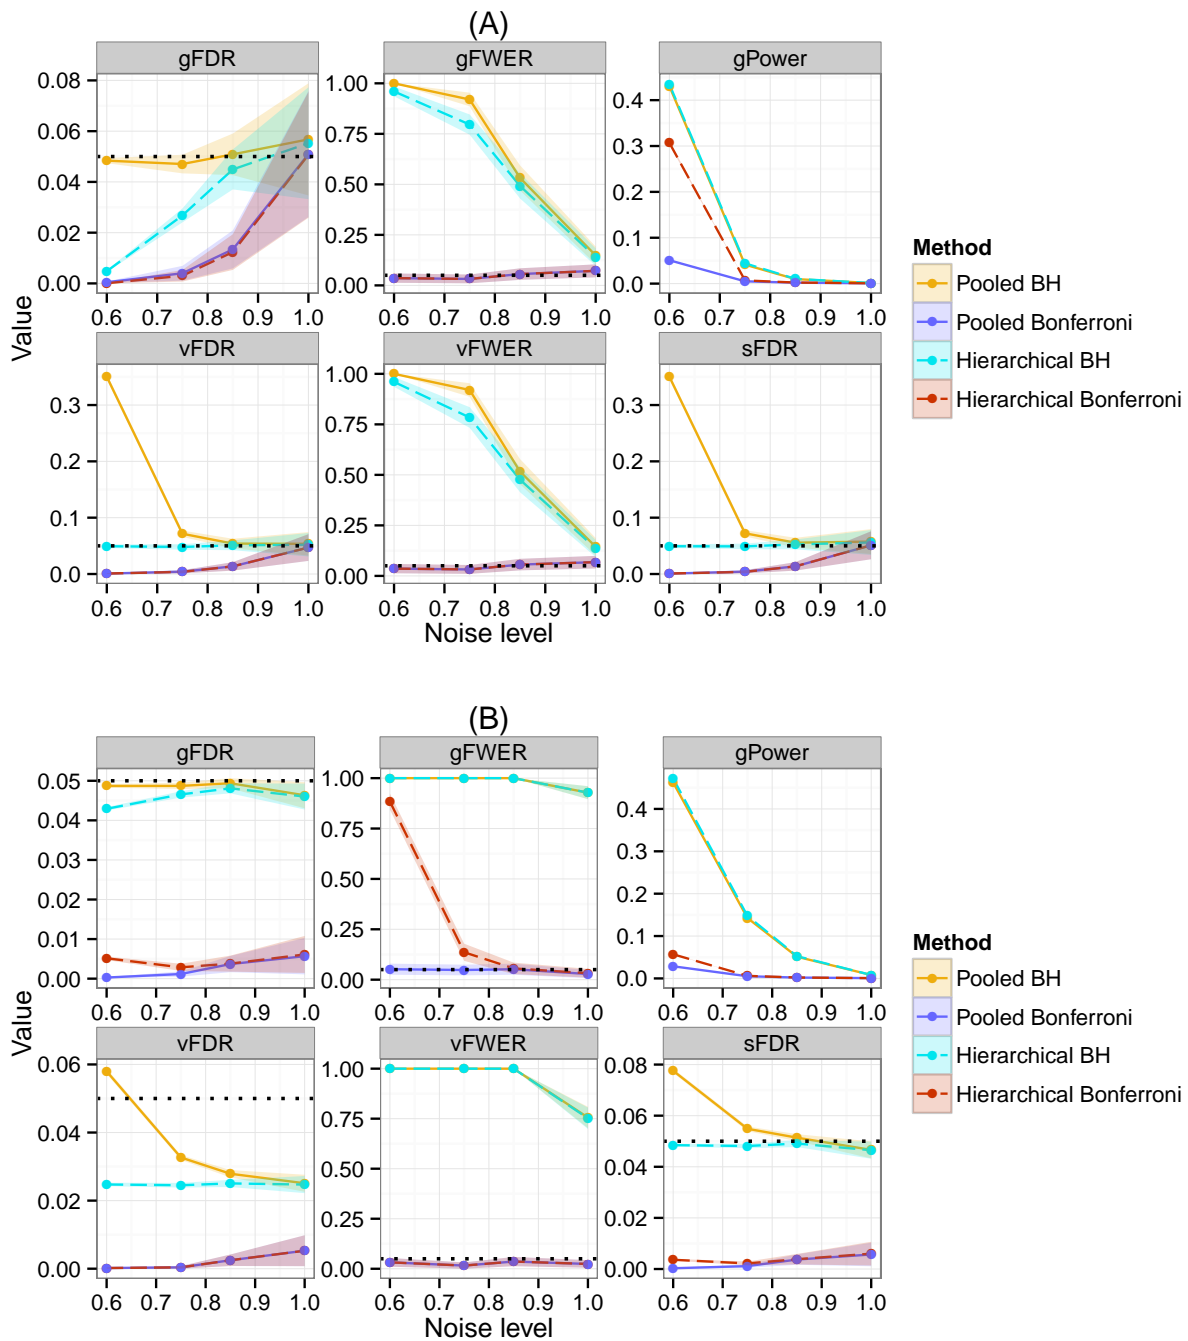 (A)
gFDR gFWER gPower
0.08 0.06 0.04 0.02 0.00
1.00 0.75 0.50 0.25 0.00
0.4 0.3 0.2 0.1 0.0
0.6 0.7 0.8 0.9 1.0 0.6 0.7 0.8 0.9 1.0 0.6 0.7 0.8 0.9 1.0
Value
vFDR vFWER sFDR
0.3 0.2 0.1 0.0
1.00 0.75 0.50 0.25 0.00
0.3 0.2 0.1 0.0
0.6 0.7 0.8 0.9 1.0 0.6 0.7 0.8 0.9 1.0 0.6 0.7 0.8 0.9 1.0
Noise level
Method
Pooled BH
Pooled Bonferroni
Hierarchical BH
Hierarchical Bonferroni
(B)
gFDR gFWER gPower
0.05 0.04 0.03 0.02 0.01 0.00
1.00 0.75 0.50 0.25 0.00
0.4 0.3 0.2 0.1 0.0
0.6 0.7 0.8 0.9 1.0 0.6 0.7 0.8 0.9 1.0 0.6 0.7 0.8 0.9 1.0
Value
vFDR vFWER sFDR
0.06 0.04 0.02 0.00
1.00 0.75 0.50 0.25 0.00
0.08 0.06 0.04 0.02 0.00
0.6 0.7 0.8 0.9 1.0 0.6 0.7 0.8 0.9 1.0 0.6 0.7 0.8 0.9 1.0
Noise level
Method
Pooled BH
Pooled Bonferroni
Hierarchical BH
Hierarchical Bonferroni